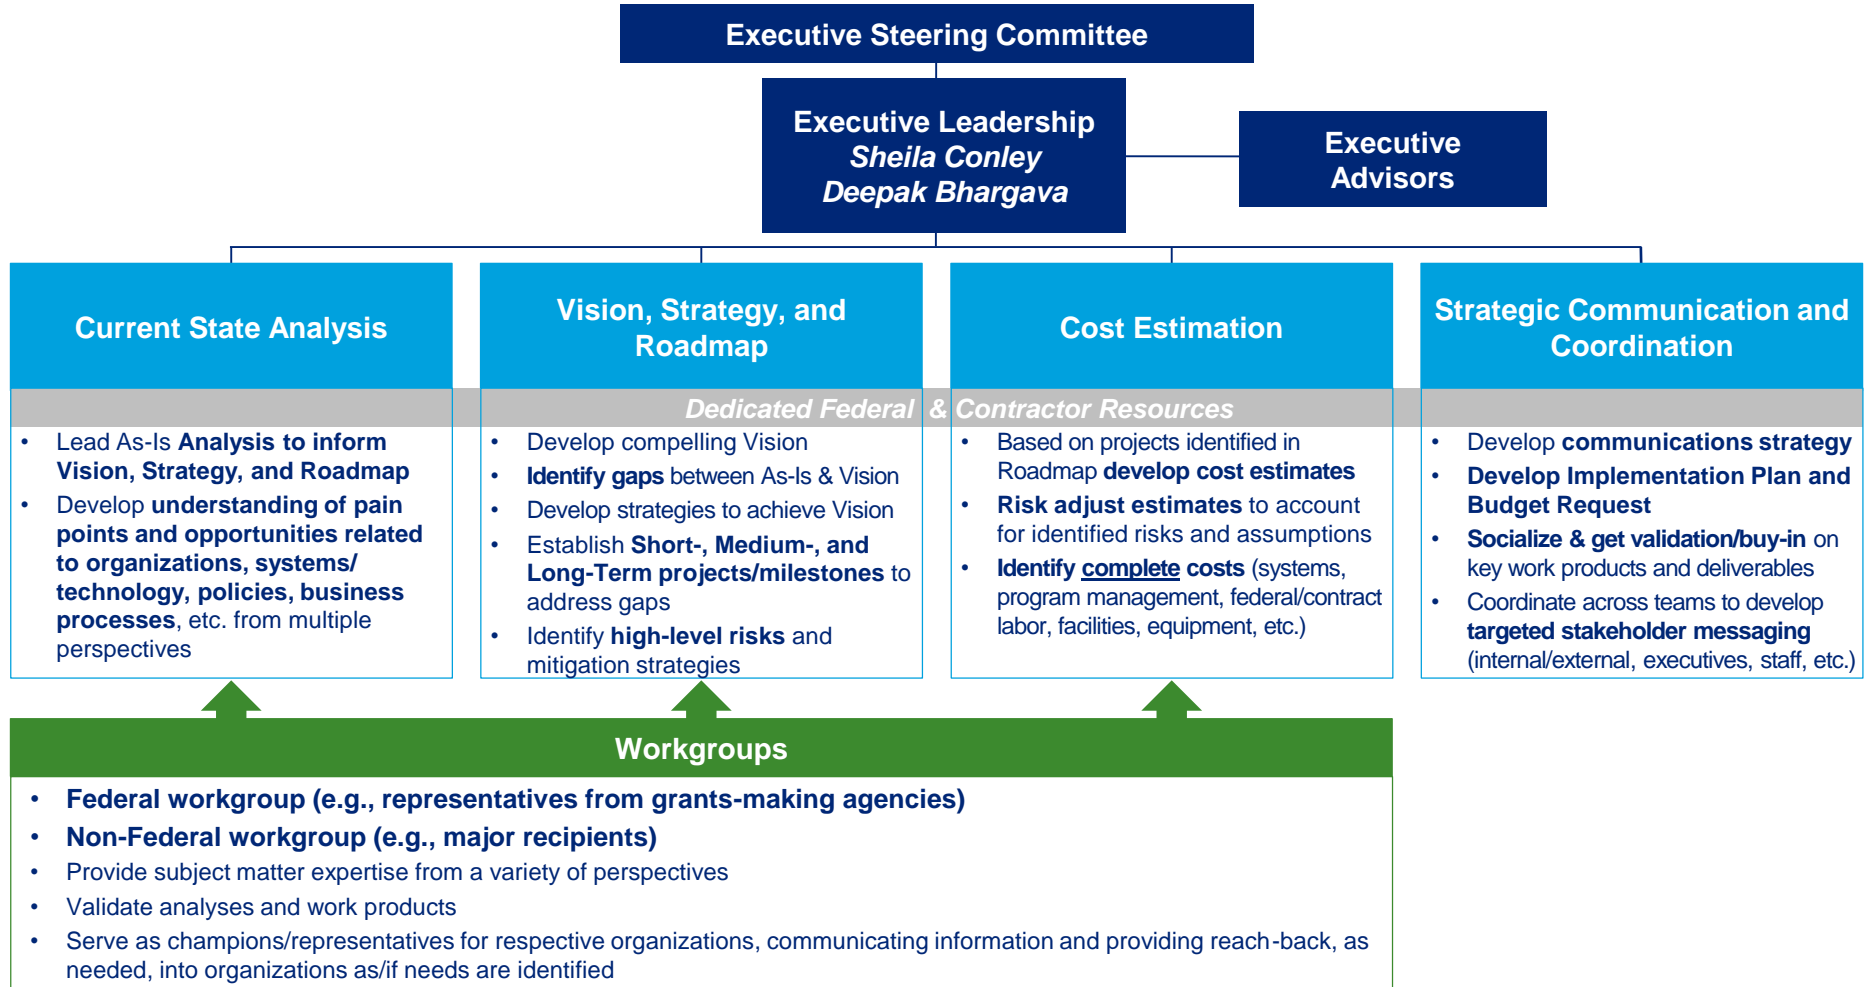 Executive Steering Committee
Executive Leadership
Sheila Conley
Deepak Bhargava
Executive
Advisors
Current State Analysis
Vision, Strategy, and
Roadmap
Cost Estimation
Strategic Communication and
Coordination
Dedicated Federal & Contractor Resources
• Lead As-Is Analysis to inform
Vision, Strategy, and Roadmap
• Develop understanding of pain
points and opportunities related
to organizations, systems/
technology, policies, business
processes, etc. from multiple
perspectives
• Develop compelling Vision
• Identify gaps between As-Is & Vision
• Develop strategies to achieve Vision
• Establish Short-, Medium-, and
Long-Term projects/milestones to
address gaps
• Identify high-level risks and
mitigation strategies
• Based on projects identified in
Roadmap develop cost estimates
• Risk adjust estimates to account
for identified risks and assumptions
• Identify complete costs (systems,
program management, federal/contract
labor, facilities, equipment, etc.)
• Develop communications strategy
• Develop Implementation Plan and
Budget Request
• Socialize & get validation/buy-in on
key work products and deliverables
• Coordinate across teams to develop
targeted stakeholder messaging
(internal/external, executives, staff, etc.)
Workgroups
• Federal workgroup (e.g., representatives from grants-making agencies)
• Non-Federal workgroup (e.g., major recipients)
• Provide subject matter expertise from a variety of perspectives
• Validate analyses and work products
• Serve as champions/representatives for respective organizations, communicating information and providing reach-back, as
needed, into organizations as/if needs are identified